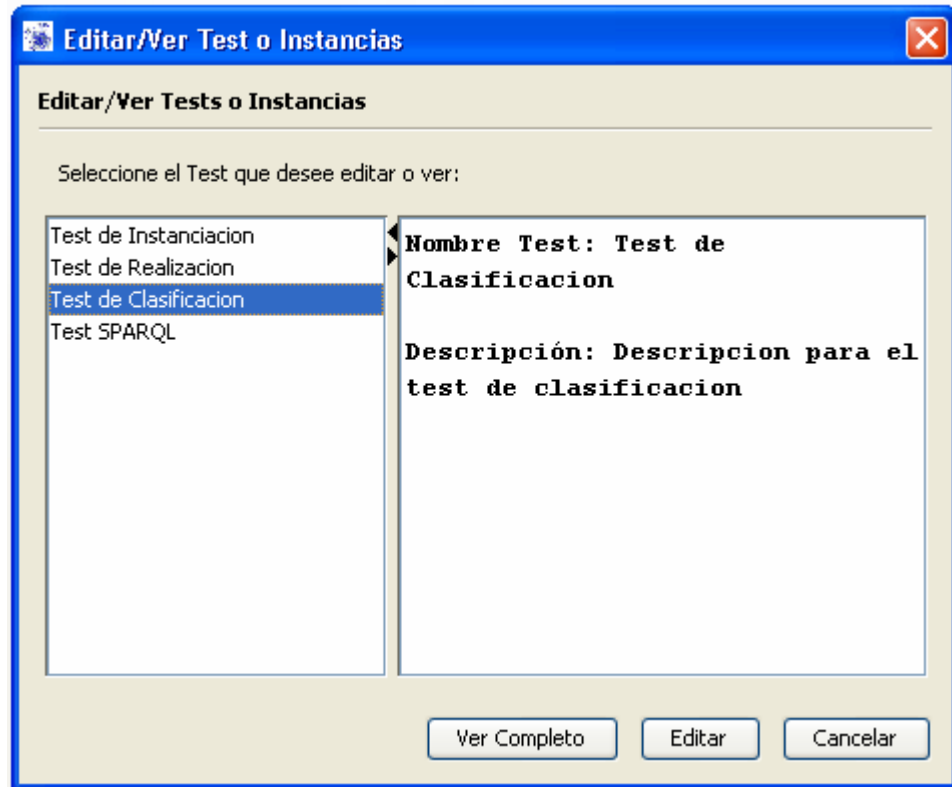 Editar/Ver Test o Instancias
Editar/Ver Tests o Instancias
Seleccione el Test que desee editar o ver:
Test de Instanciacion
Test de Realizacion
Test de Clasificacion
Test SPARQL
Nombre Test: Test de
Clasificacion
Descripción: Descripcion para el
test de clasificacion
Ver Completo
Editar
Cancelar